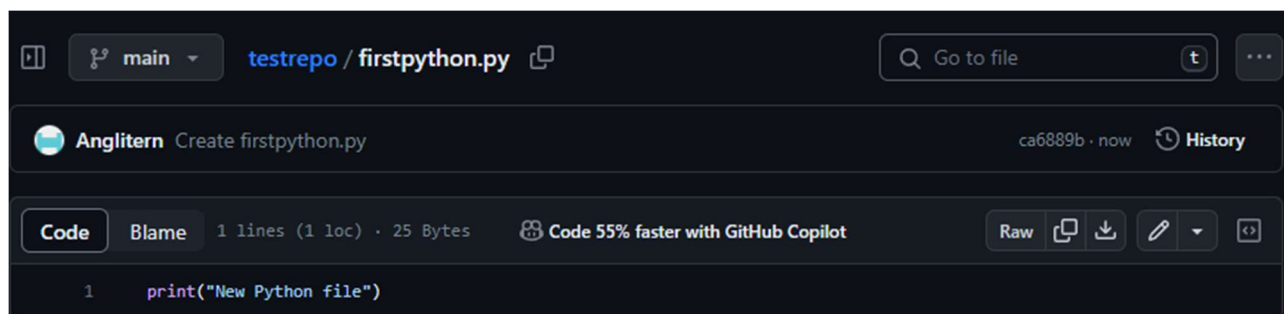 main testrepo / firstpython.py Go to file t ...
Anglitern Create firstpython.py ca6889b · now History
Code Blame 1 lines (1 loc) · 25 Bytes Code 55% faster with GitHub Copilot Raw
1 print("New Python file")